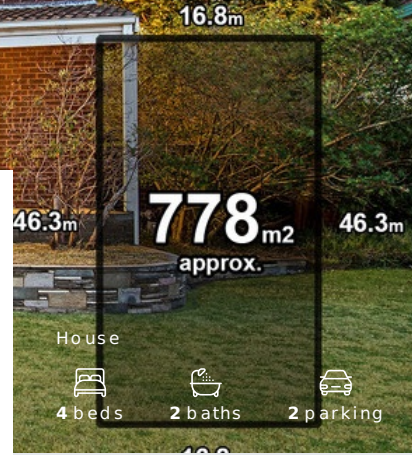 16.8m
46.3m
778m2
46.3m
approx.
House
4 beds
2 baths
2 parking